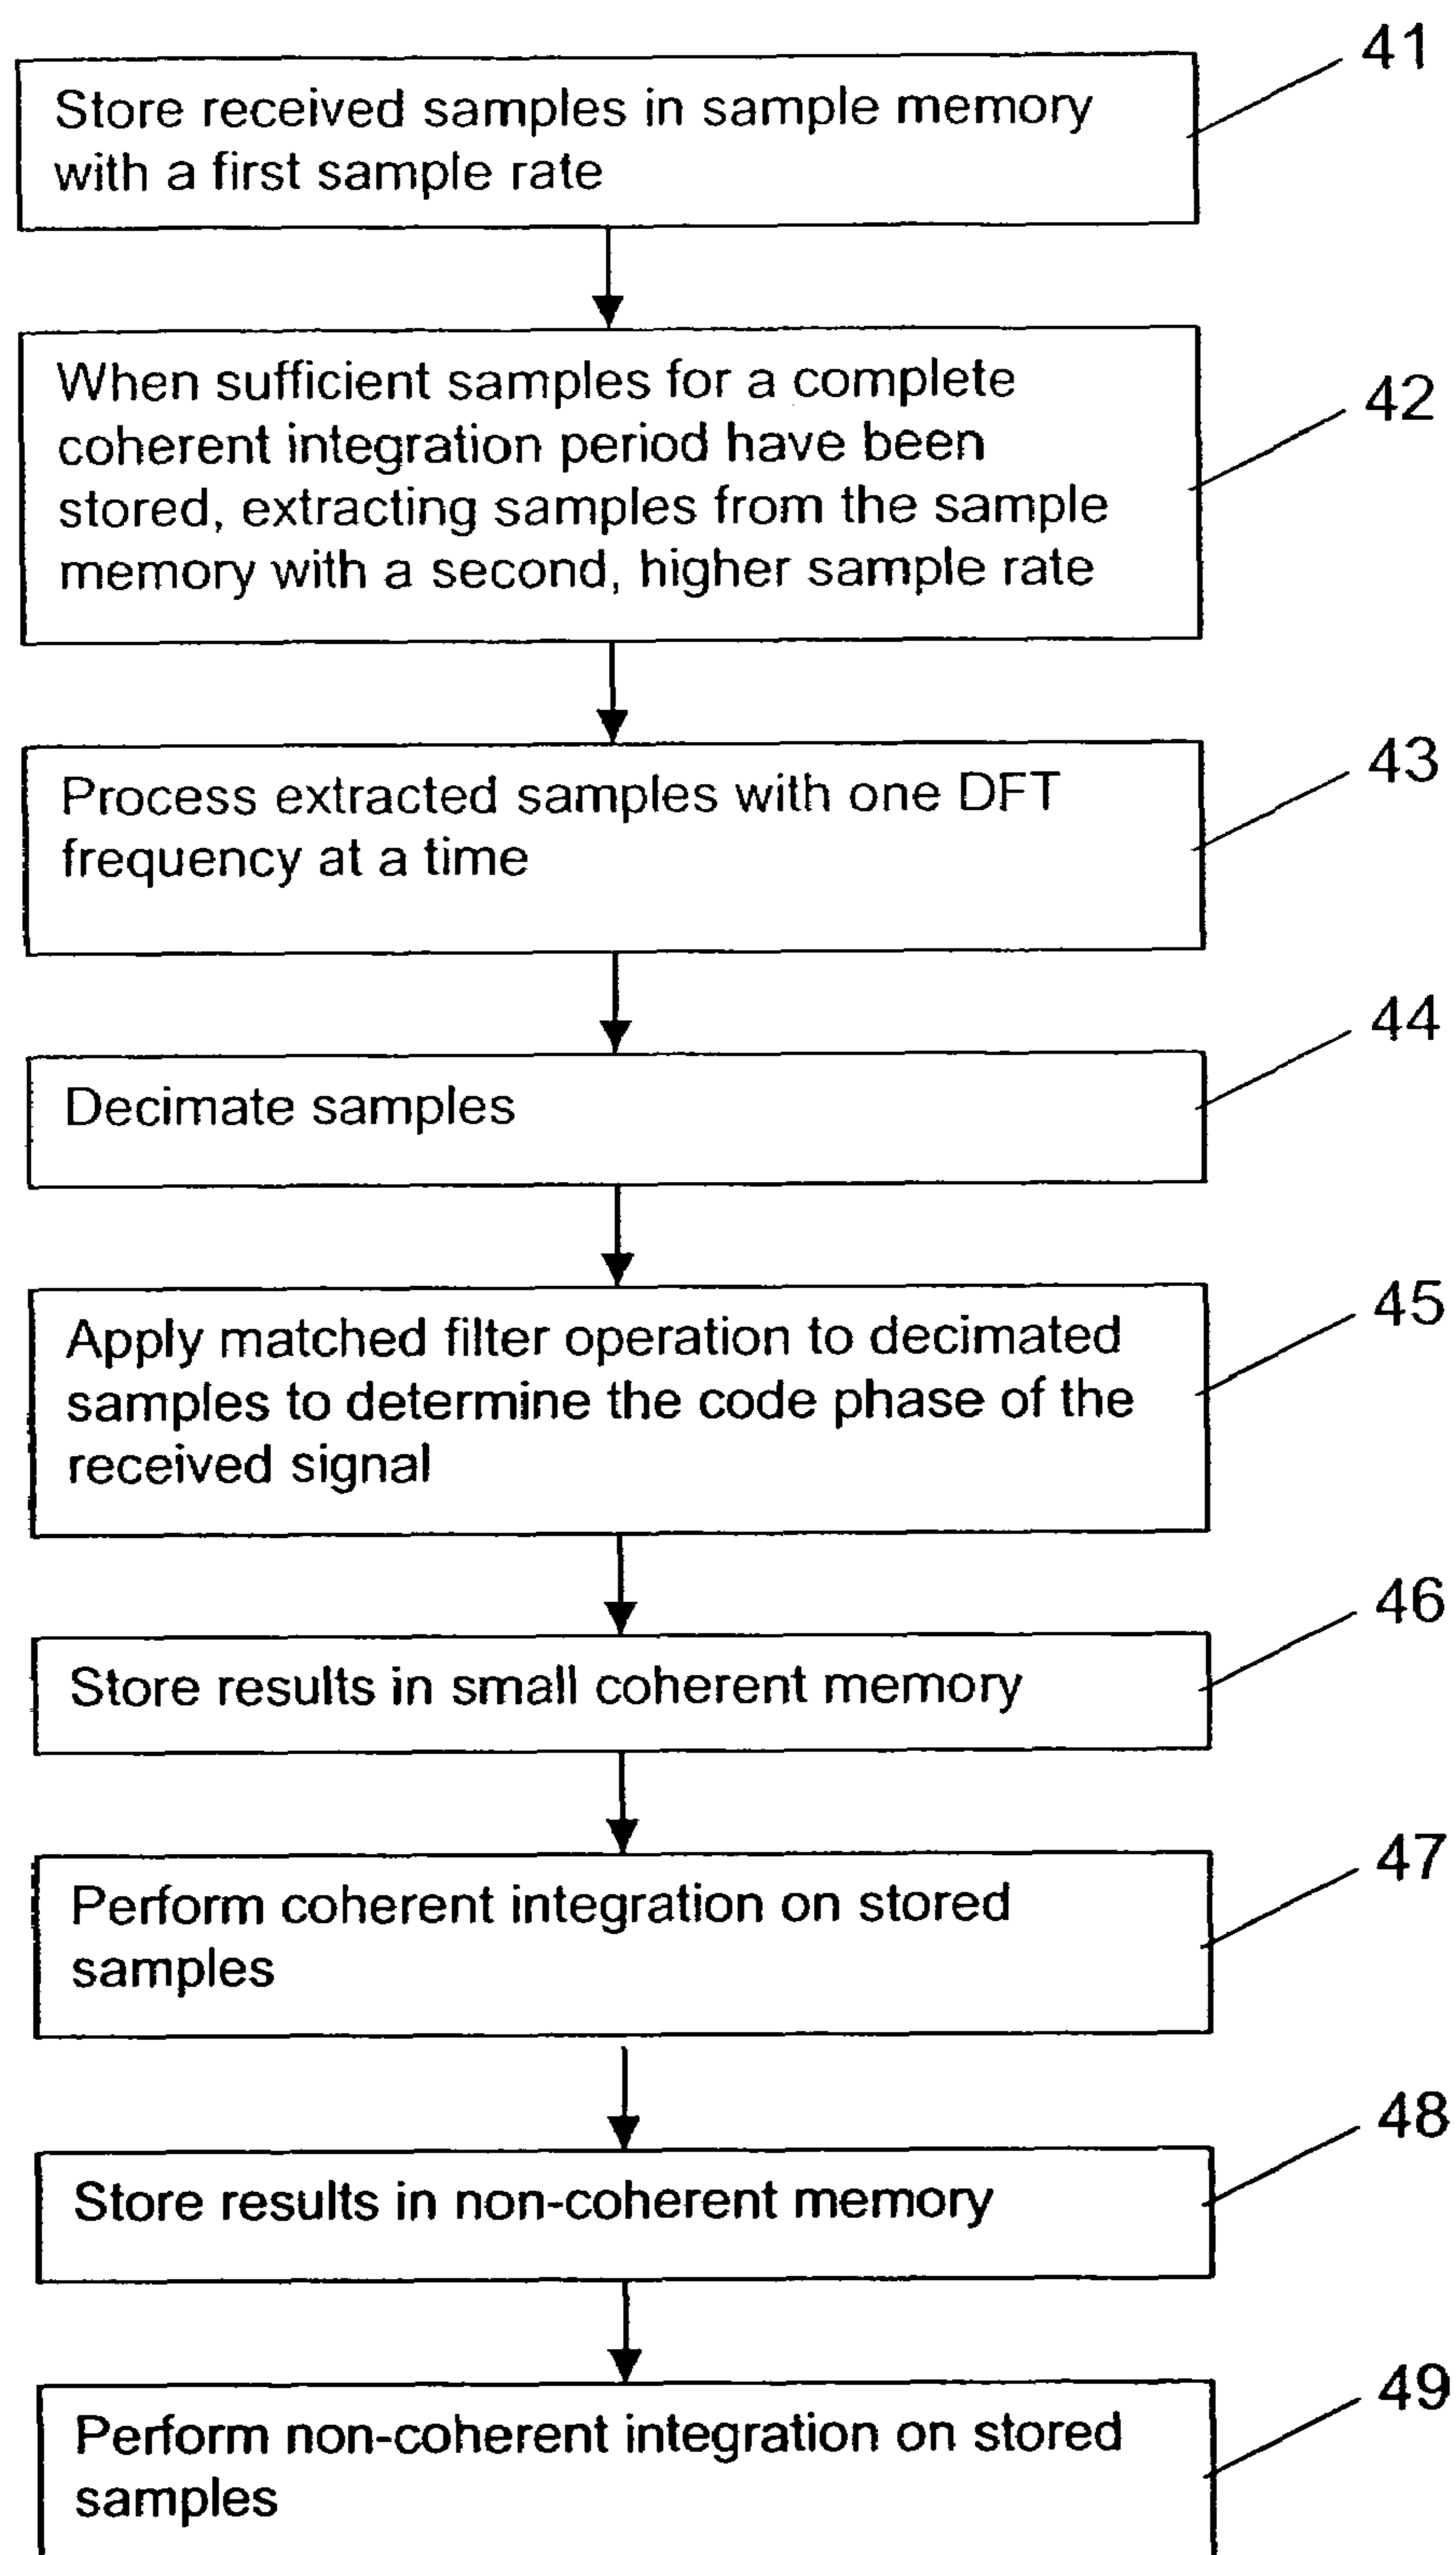 41
Store received samples in sample memory
with a first sample rate
42
When sufficient samples for a complete
coherent integration period have been
stored, extracting samples from the sample
memory with a second, higher sample rate
43
Process extracted samples with one DFT
frequency at a time
44
Decimate samples
45
Apply matched filter operation to decimated
samples to determine the code phase of the
received signal
46
Store results in small coherent memory
47
Perform coherent integration on stored
samples
48
Store results in non-coherent memory
49
Perform non-coherent integration on stored
samples